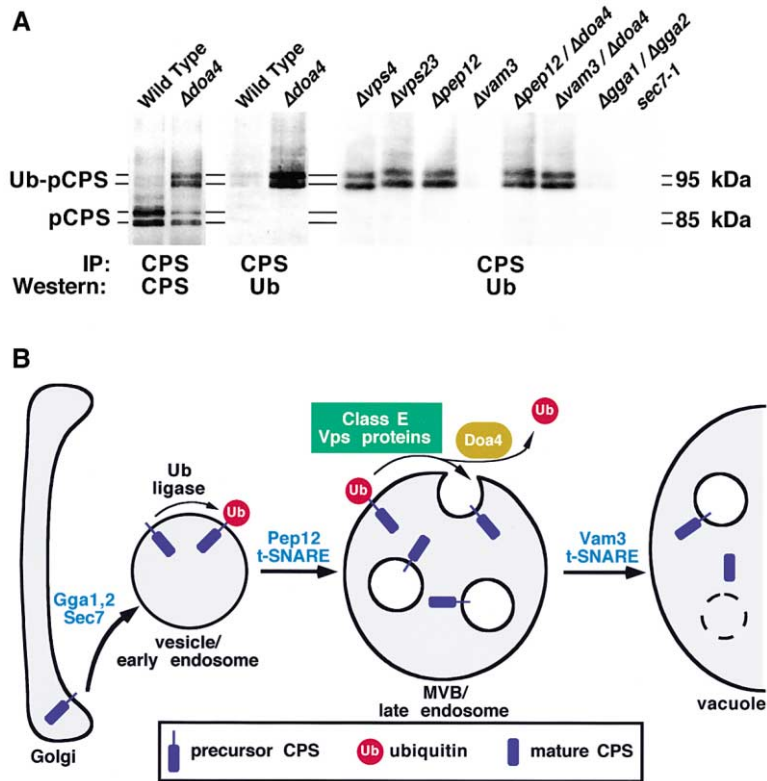 A
Wild Type
Δdoa4
Wild Type
Δdoa4
Δvps4
Δvps23
Δpep12
Δvam3
Δpep12 / Δdoa4
Δvam3 / Δdoa4
Δgga1 / Δgga2
sec7-1
Ub-pCPS
95 kDa
pCPS
85 kDa
IP: CPS CPS CPS
Western: CPS Ub Ub
B
Class E
Vps proteins
Doa4
Ub
Ub
ligase
Ub
Ub
Pep12
t-SNARE
Vam3
t-SNARE
Gga1,2
Sec7
vesicle/
early endosome
MVB/
late endosome
vacuole
Golgi
precursor CPS
Ub
ubiquitin
mature CPS